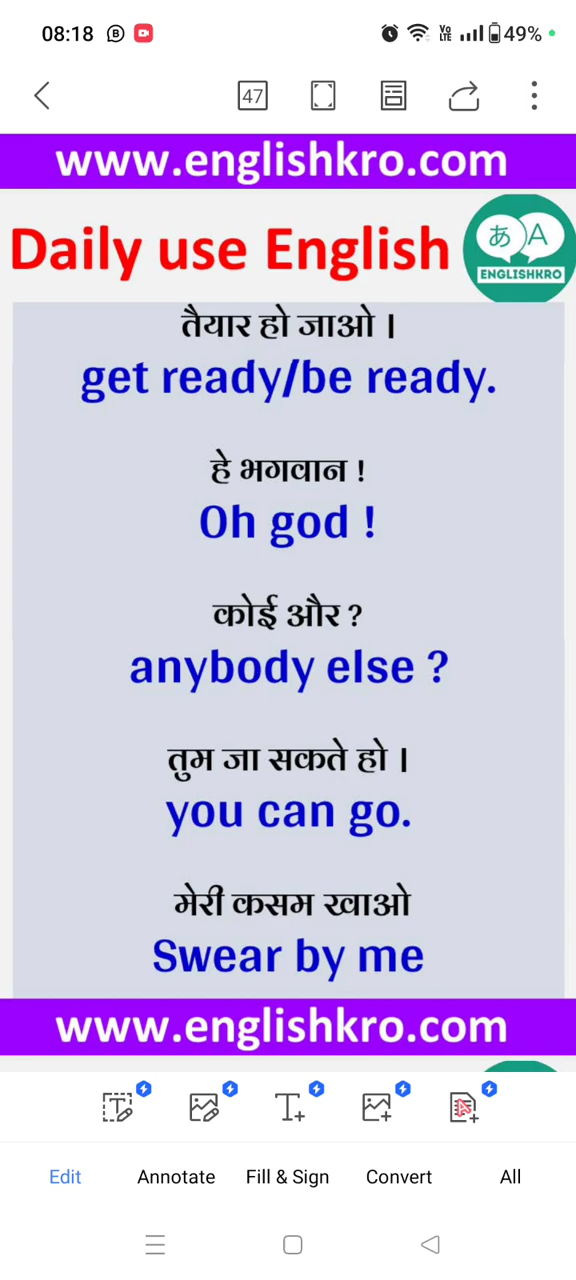 08:18
49%
47
www.englishkro.com
Daily use English
あ A
ENGLISHKRO
तैयार हो जाओ ।
get ready/be ready.
हे भगवान !
Oh god !
कोई और ?
anybody else ?
तुम जा सकते हो ।
you can go.
मेरी कसम खाओ
Swear by me
www.englishkro.com
Edit Annotate Fill & Sign Convert All